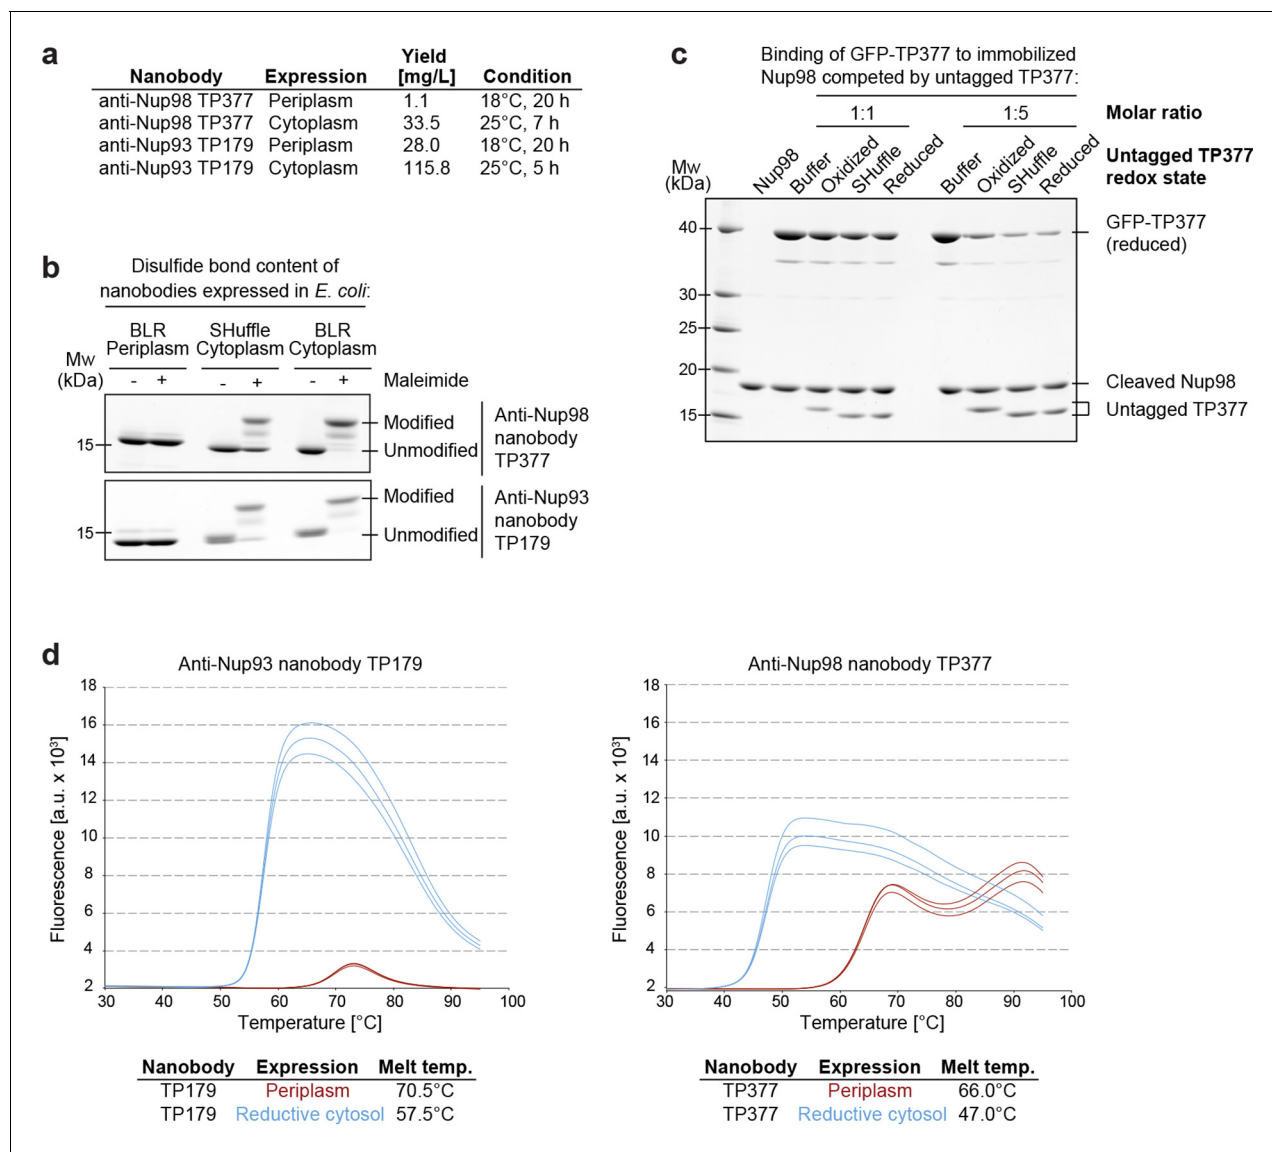 a
Nanobody Expression Yield [mg/L] Condition
anti-Nup98 TP377 Periplasm 1.1 18°C, 20 h
anti-Nup98 TP377 Cytoplasm 33.5 25°C, 7 h
anti-Nup93 TP179 Periplasm 28.0 18°C, 20 h
anti-Nup93 TP179 Cytoplasm 115.8 25°C, 5 h
b
Disulfide bond content of
nanobodies expressed in E. coli:
BLR SHuffle BLR
Periplasm Cytoplasm Cytoplasm
Mw
(kDa) - + - + - + Maleimide
15
Modified
Unmodified
Anti-Nup98
nanobody
TP377
15
Modified
Unmodified
Anti-Nup93
nanobody
TP179
c
Binding of GFP-TP377 to immobilized
Nup98 competed by untagged TP377:
1:1 1:5 Molar ratio
Nup98 Buffer Oxidized SHuffle Reduced Buffer Oxidized SHuffle Reduced
Untagged TP377
redox state
Mw
(kDa)
40
30
25
20
15
GFP-TP377
(reduced)
Cleaved Nup98
Untagged TP377
d
Anti-Nup93 nanobody TP179
18
16
14
12
10
8
6
4
2
Fluorescence [a.u. x 10³]
30 40 50 60 70 80 90 100
Temperature [°C]
Nanobody Expression Melt temp.
TP179 Periplasm 70.5°C
TP179 Reductive cytosol 57.5°C
Anti-Nup98 nanobody TP377
18
16
14
12
10
8
6
4
2
Fluorescence [a.u. x 10³]
30 40 50 60 70 80 90 100
Temperature [°C]
Nanobody Expression Melt temp.
TP377 Periplasm 66.0°C
TP377 Reductive cytosol 47.0°C